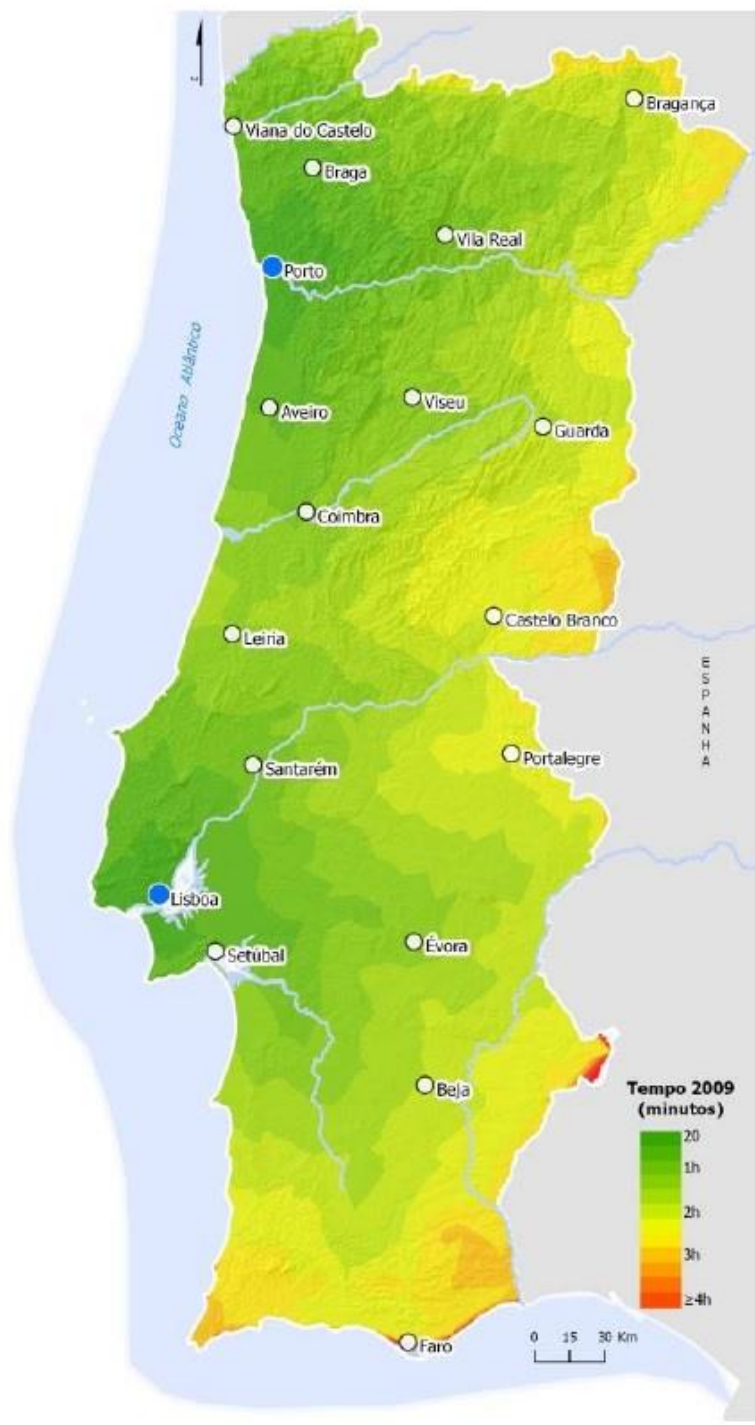 N
Bragança
Viana do Castelo
Braga
Vila Real
Porto
Oceano Atlântico
Aveiro
Viseu
Guarda
Coimbra
Castelo Branco
Leiria
ESPANHA
Portalegre
Santarém
Lisboa
Évora
Setúbal
Beja
Tempo 2009
(minutos)
20
1h
2h
3h
≥4h
0 15 30 Km
Faro